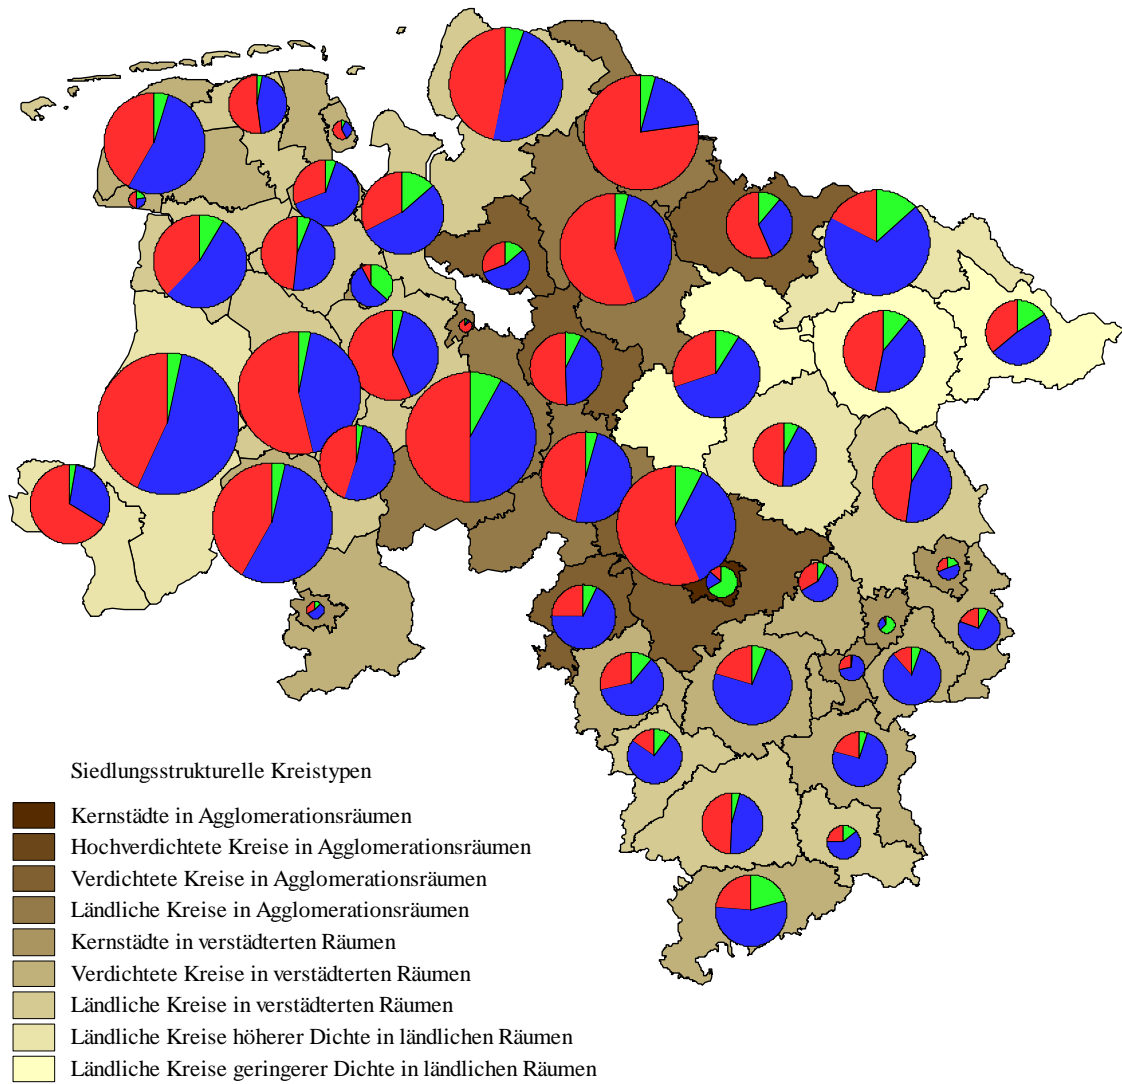 Siedlungsstrukturelle Kreistypen
Kernstädte in Agglomerationsräumen
Hochverdichtete Kreise in Agglomerationsräumen
Verdichtete Kreise in Agglomerationsräumen
Ländliche Kreise in Agglomerationsräumen
Kernstädte in verstädterten Räumen
Verdichtete Kreise in verstädterten Räumen
Ländliche Kreise in verstädterten Räumen
Ländliche Kreise höherer Dichte in ländlichen Räumen
Ländliche Kreise geringerer Dichte in ländlichen Räumen